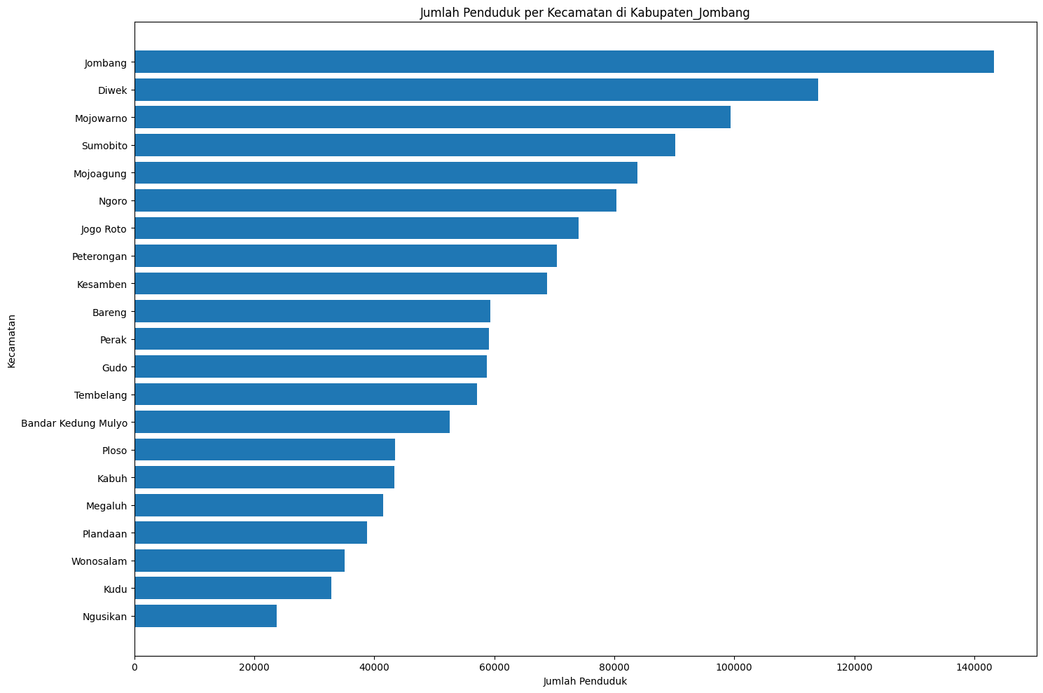 Jumlah Penduduk per Kecamatan di Kabupaten_Jombang
Kecamatan
Jombang
Diwek
Mojowarno
Sumobito
Mojoagung
Ngoro
Jogo Roto
Peterongan
Kesamben
Bareng
Perak
Gudo
Tembelang
Bandar Kedung Mulyo
Ploso
Kabuh
Megaluh
Plandaan
Wonosalam
Kudu
Ngusikan
0 20000 40000 60000 80000 100000 120000 140000
Jumlah Penduduk